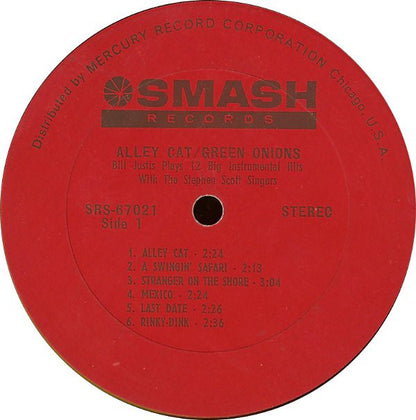 Distributed by MERCURY RECORD CORPORATION Chicago, U.S.A.
SMASH
RECORDS
ALLEY CAT/GREEN ONIONS
Bill Justis Plays 12 Big Instrumental Hits
With The Stephen Scott Singers
SRS-67021 STEREO
Side 1
1. ALLEY CAT - 2:24
2. A SWINGIN' SAFARI - 2:13
3. STRANGER ON THE SHORE - 3:04
4. MEXICO - 2:24
5. LAST DATE - 2:26
6. RINKY-DINK - 2:36